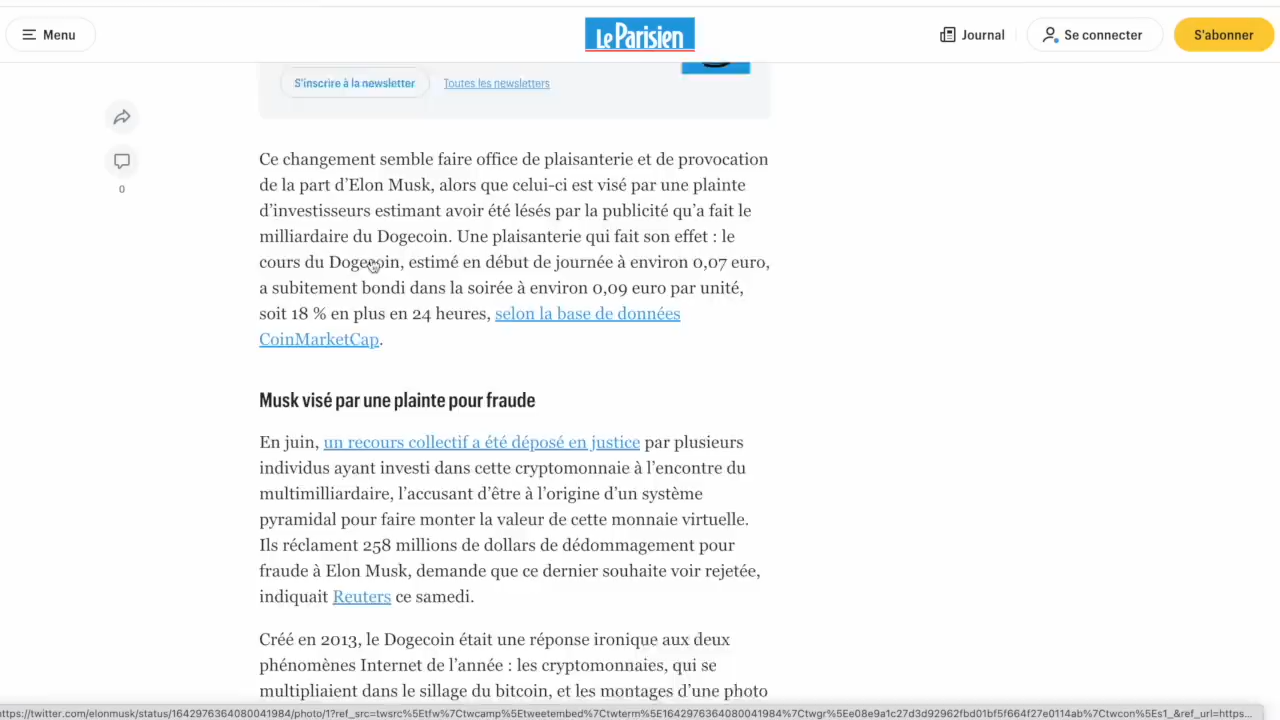 Menu
Le Parisien
Journal
Se connecter
S'abonner
S'inscrire à la newsletter
Toutes les newsletters
0
Ce changement semble faire office de plaisanterie et de provocation
de la part d'Elon Musk, alors que celui-ci est visé par une plainte
d'investisseurs estimant avoir été lésés par la publicité qu'a fait le
milliardaire du Dogecoin. Une plaisanterie qui fait son effet : le
cours du Dogecoin, estimé en début de journée à environ 0,07 euro,
a subitement bondi dans la soirée à environ 0,09 euro par unité,
soit 18 % en plus en 24 heures, selon la base de données
CoinMarketCap.
Musk visé par une plainte pour fraude
En juin, un recours collectif a été déposé en justice par plusieurs
individus ayant investi dans cette cryptomonnaie à l'encontre du
multimilliardaire, l'accusant d'être à l'origine d'un système
pyramidal pour faire monter la valeur de cette monnaie virtuelle.
Ils réclament 258 millions de dollars de dédommagement pour
fraude à Elon Musk, demande que ce dernier souhaite voir rejetée,
indiquait Reuters ce samedi.
Créé en 2013, le Dogecoin était une réponse ironique aux deux
phénomènes Internet de l'année : les cryptomonnaies, qui se
multipliaient dans le sillage du bitcoin, et les montages d'une photo
https://twitter.com/elonmusk/status/1642976364080041984/photo/1?ref_src=twsrc%5Etfw%7Ctwcamp%5Etweetembed%7Ctwterm%5E1642976364080041984%7Ctwgr%5Ee08e9a1c27d3d92962fbd01bf5f664f27e0114ab%7Ctwcon%5Es1_&ref_url=https...